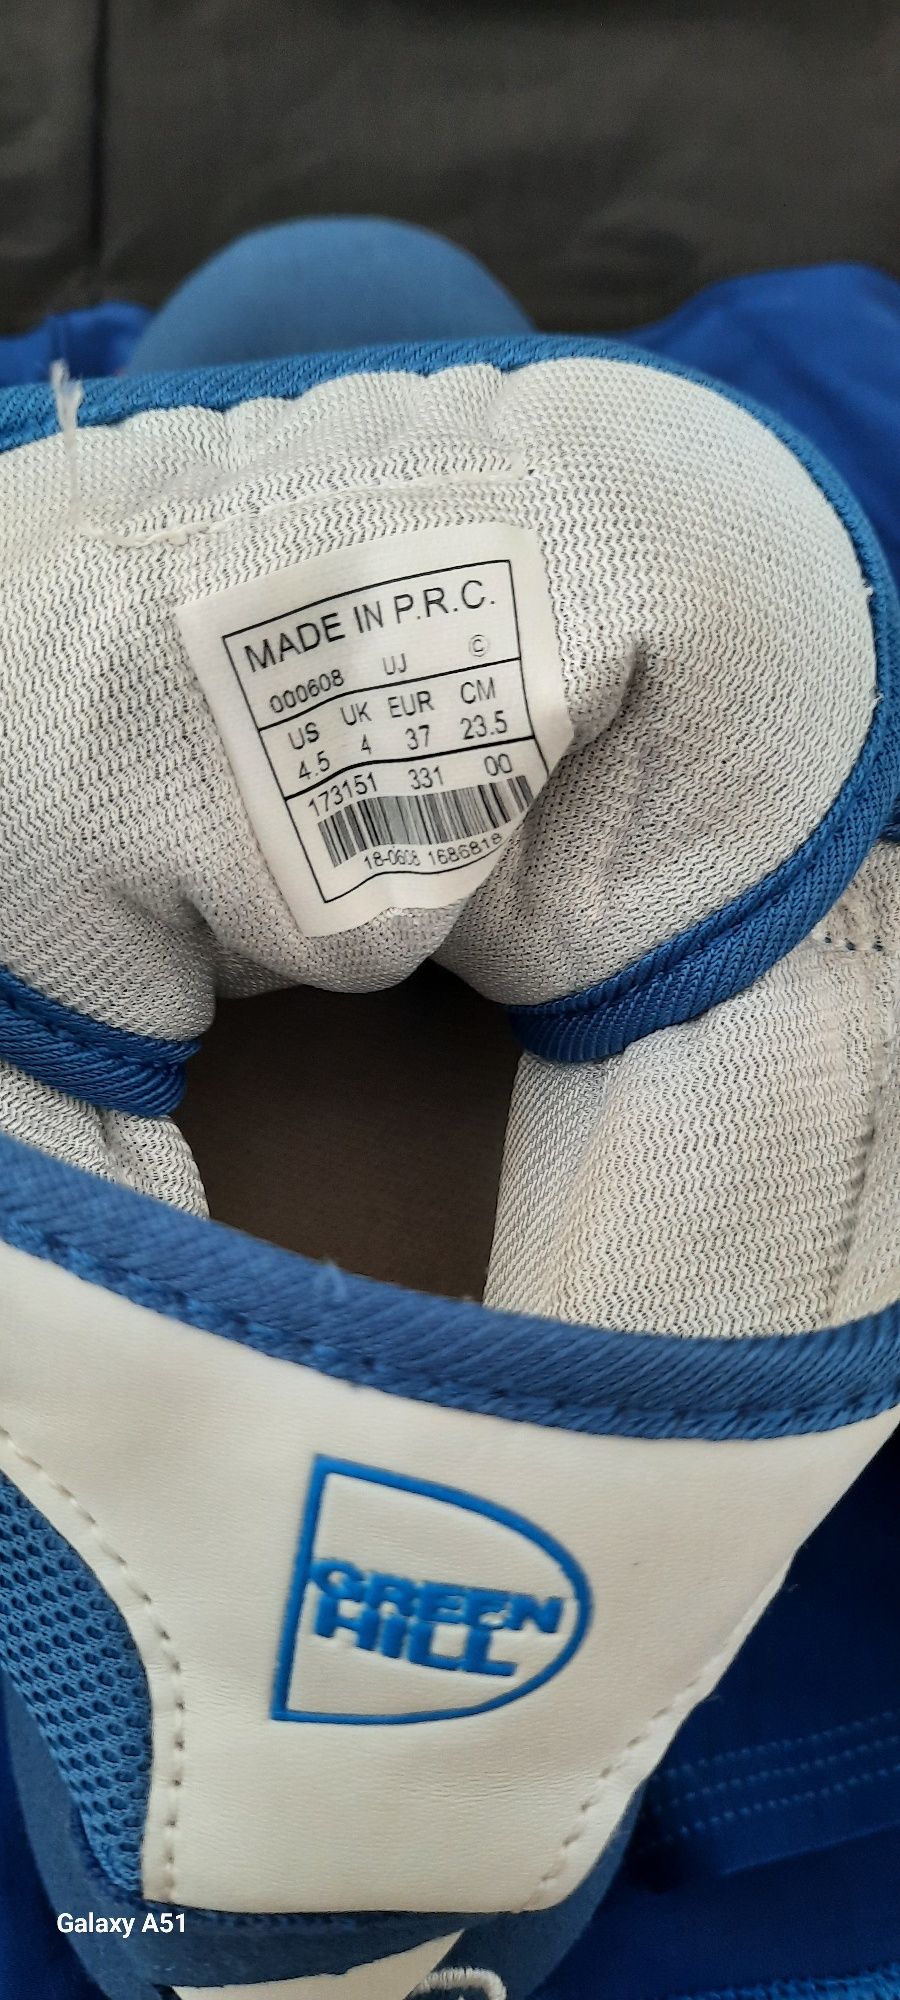 MADE IN P.R.C.
000608 UJ ©
US UK EUR CM
4.5 4 37 23.5
173151 331 00
18-0608 1686818
GREEN
HILL
Galaxy A51